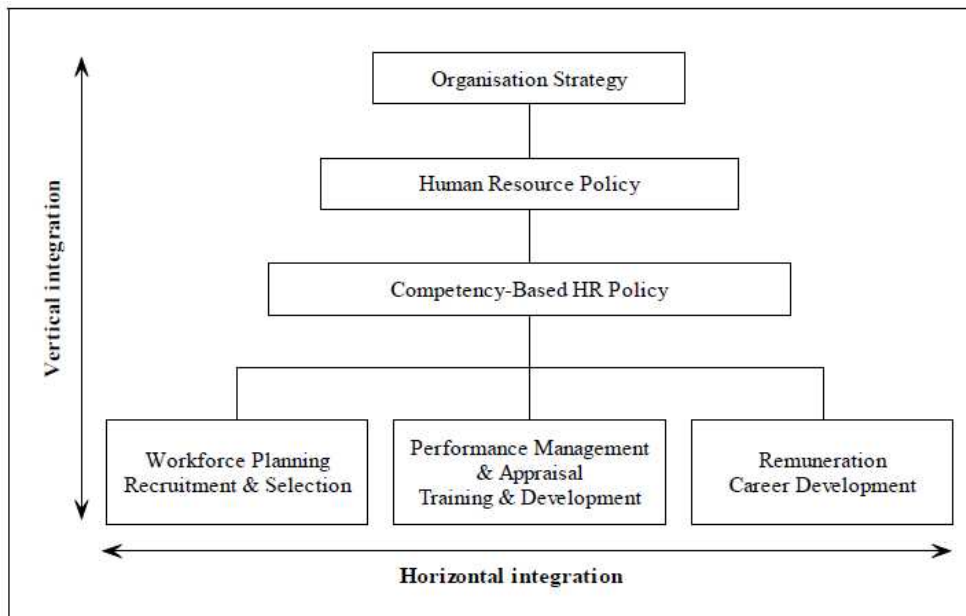 Organisation Strategy
Human Resource Policy
Vertical integration
Competency-Based HR Policy
Workforce Planning
Recruitment & Selection
Performance Management
& Appraisal
Training & Development
Remuneration
Career Development
Horizontal integration